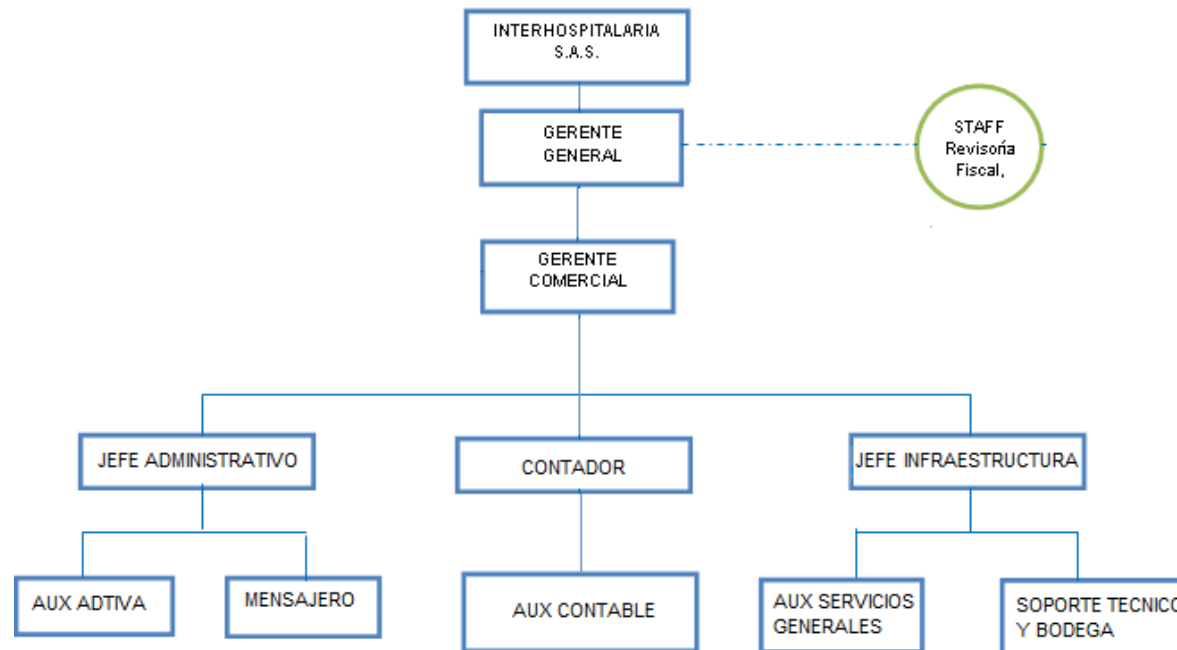 INTERHOSPITALARIA
S.A.S.
GERENTE
GENERAL
STAFF
Revisoría
Fiscal,
GERENTE
COMERCIAL
JEFE ADMINISTRATIVO
CONTADOR
JEFE INFRAESTRUCTURA
AUX ADTIVA
MENSAJERO
AUX CONTABLE
AUX SERVICIOS
GENERALES
SOPORTE TECNICO
Y BODEGA